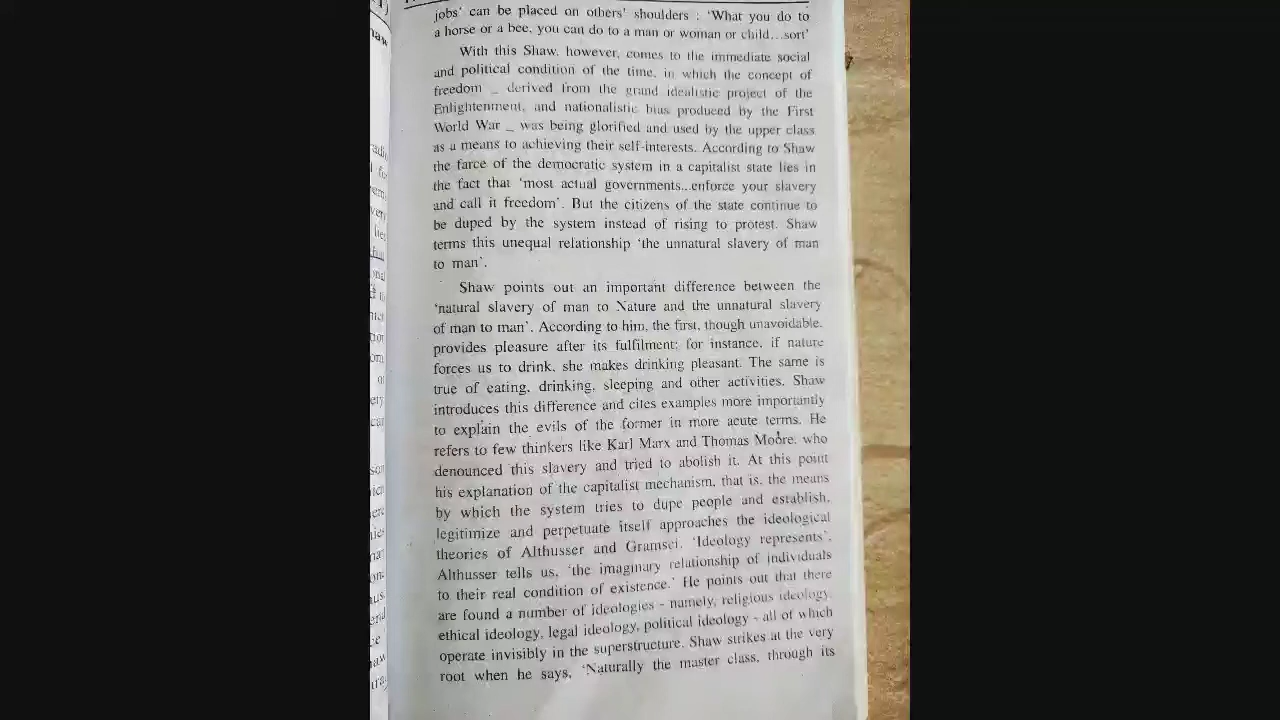 jobs' can be placed on others' shoulders : 'What you do to
a horse or a bee, you can do to a man or woman or child...sort'
With this Shaw, however, comes to the immediate social
and political condition of the time, in which the concept of
freedom _ derived from the grand idealistic project of the
Enlightenment, and nationalistic bias produced by the First
World War _ was being glorified and used by the upper class
as a means to achieving their self-interests. According to Shaw
the farce of the democratic system in a capitalist state lies in
the fact that 'most actual governments...enforce your slavery
and call it freedom'. But the citizens of the state continue to
be duped by the system instead of rising to protest. Shaw
terms this unequal relationship 'the unnatural slavery of man
to man'.
Shaw points out an important difference between the
'natural slavery of man to Nature and the unnatural slavery
of man to man'. According to him, the first, though unavoidable,
provides pleasure after its fulfilment; for instance, if nature
forces us to drink, she makes drinking pleasant. The same is
true of eating, drinking, sleeping and other activities. Shaw
introduces this difference and cites examples more importantly
to explain the evils of the former in more acute terms. He
refers to few thinkers like Karl Marx and Thomas Moore, who
denounced this slavery and tried to abolish it. At this point
his explanation of the capitalist mechanism, that is, the means
by which the system tries to dupe people and establish,
legitimize and perpetuate itself approaches the ideological
theories of Althusser and Gramsci. 'Ideology represents',
Althusser tells us, 'the imaginary relationship of individuals
to their real condition of existence.' He points out that there
are found a number of ideologies - namely, religious ideology,
ethical ideology, legal ideology, political ideology - all of which
operate invisibly in the superstructure. Shaw strikes at the very
root when he says, 'Naturally the master class, through its